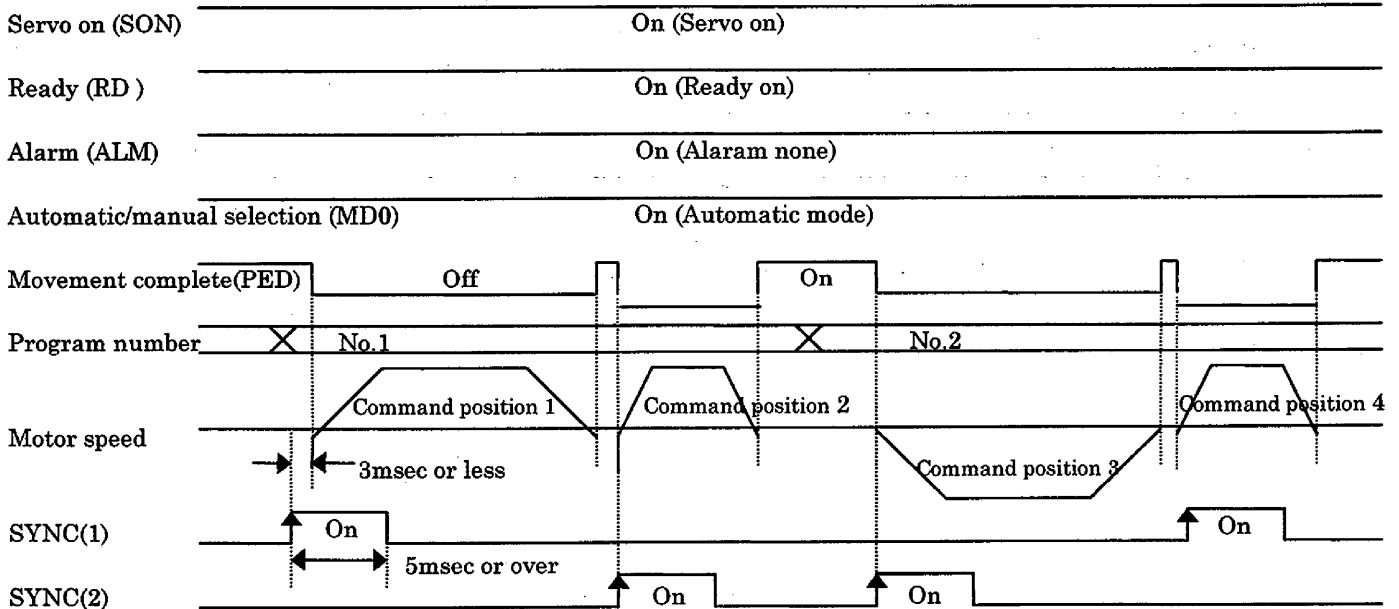 Servo on (SON) On (Servo on)
Ready (RD ) On (Ready on)
Alarm (ALM) On (Alaram none)
Automatic/manual selection (MD0) On (Automatic mode)
Movement complete(PED) Off On
Program number No.1 No.2
Command position 1 Command position 2 Command position 4
Motor speed
3msec or less Command position 3
SYNC(1) On On
5msec or over
SYNC(2) On On